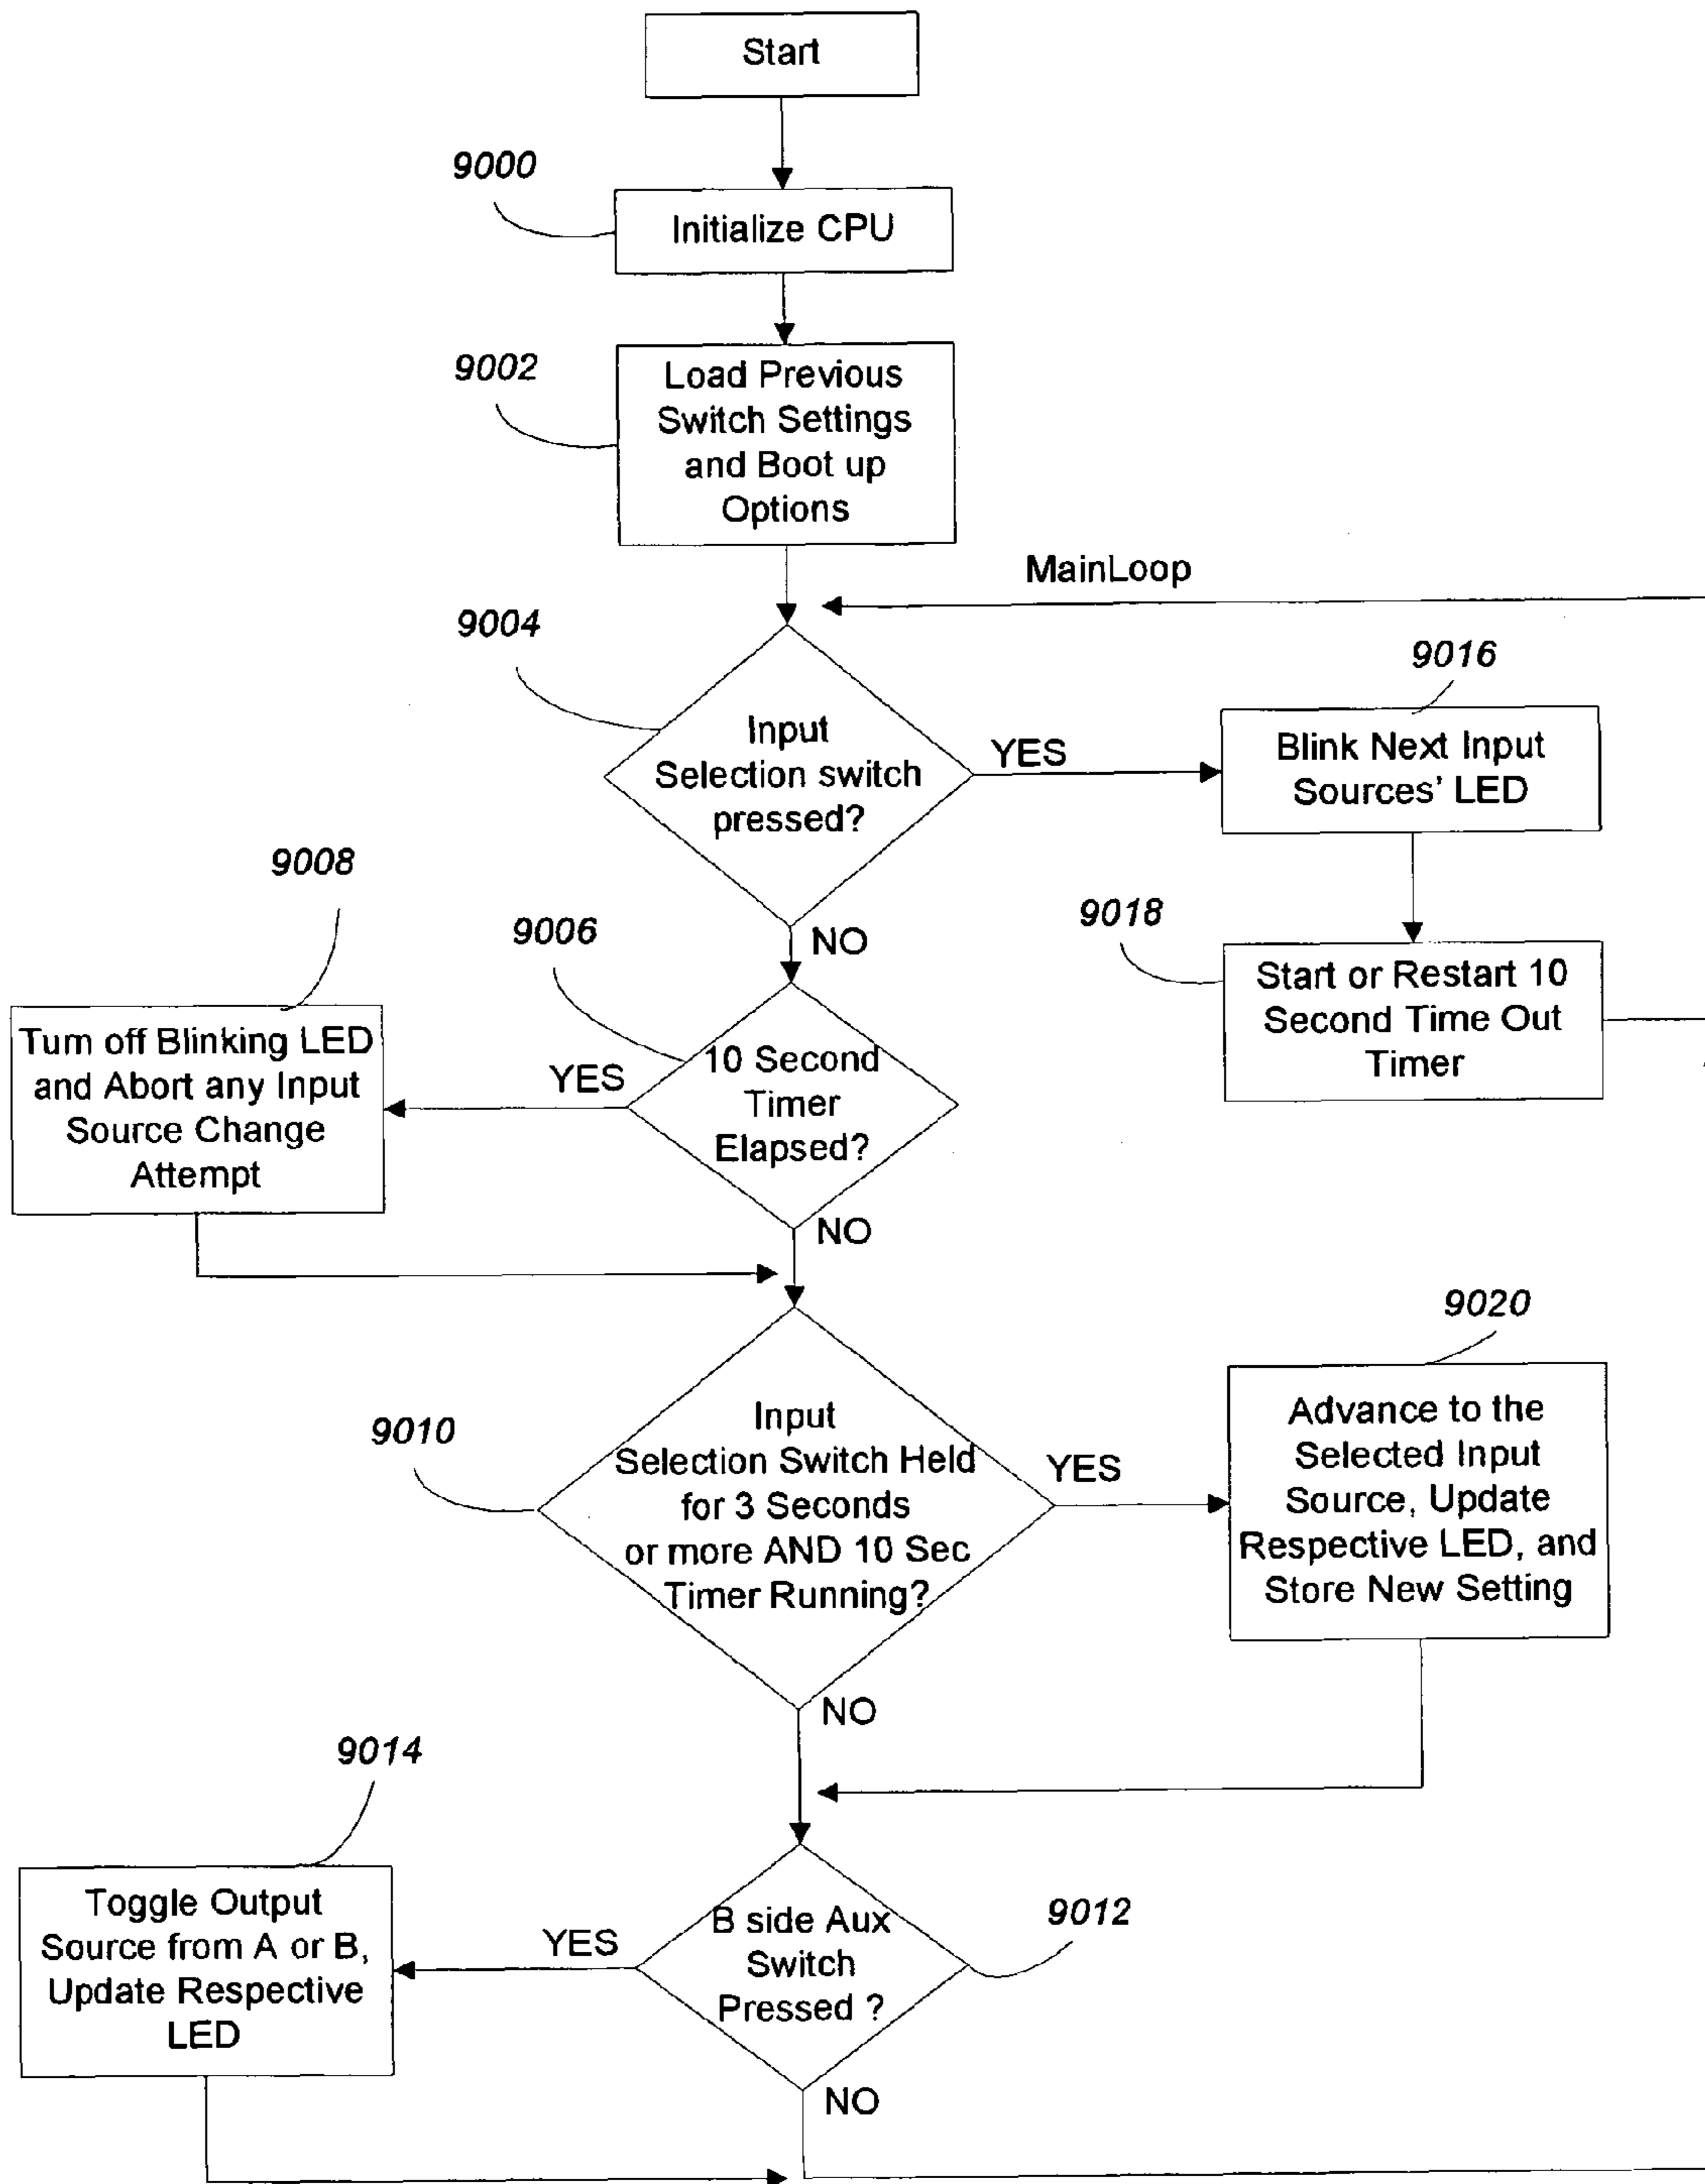 Start
9000
Initialize CPU
9002
Load Previous
Switch Settings
and Boot up
Options
MainLoop
9004
Input
Selection switch
pressed?
YES
9016
Blink Next Input
Sources' LED
9018
Start or Restart 10
Second Time Out
Timer
NO
9006
10 Second
Timer
Elapsed?
YES
9008
Turn off Blinking LED
and Abort any Input
Source Change
Attempt
NO
9010
Input
Selection Switch Held
for 3 Seconds
or more AND 10 Sec
Timer Running?
YES
9020
Advance to the
Selected Input
Source, Update
Respective LED, and
Store New Setting
NO
9012
B side Aux
Switch
Pressed ?
YES
9014
Toggle Output
Source from A or B,
Update Respective
LED
NO